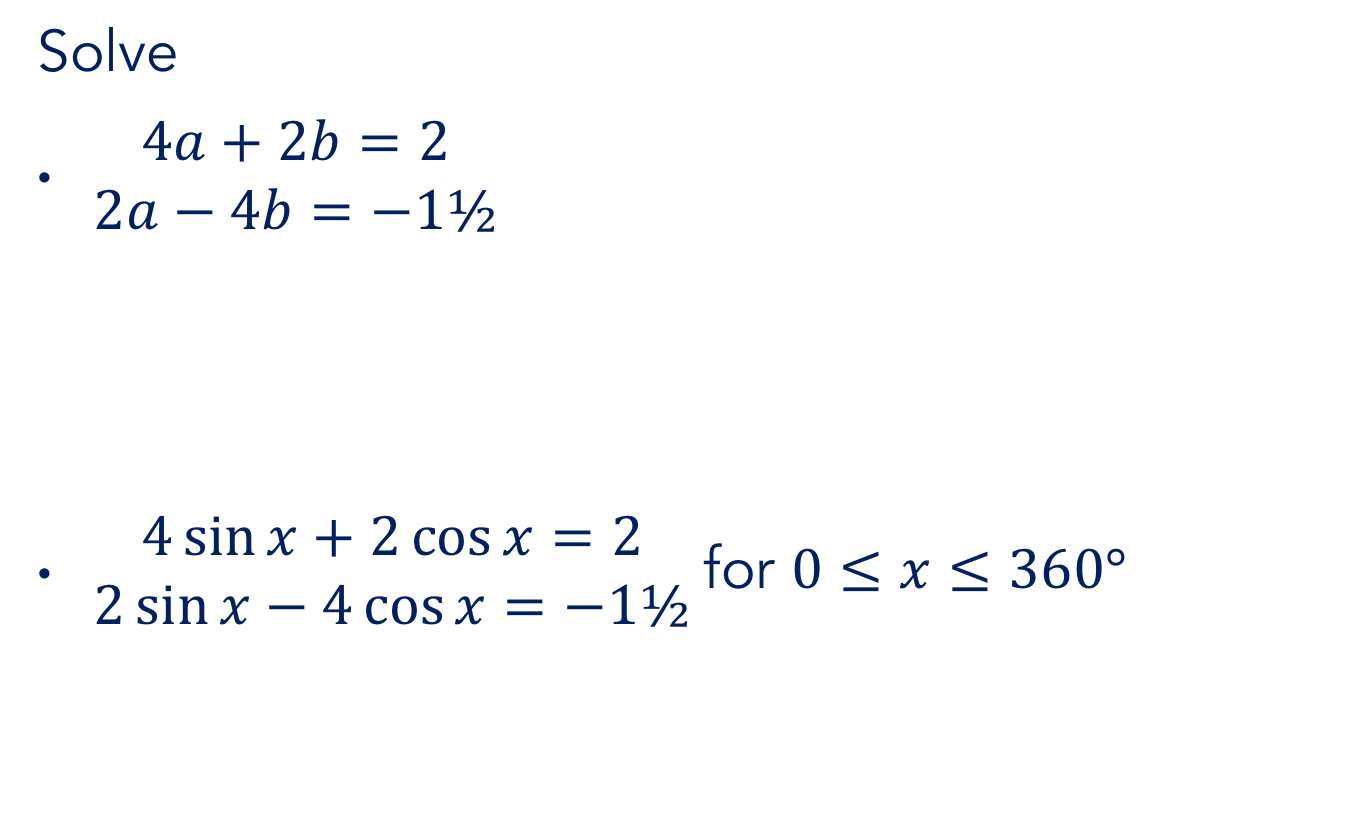 Solve
• 4a + 2b = 2
2a − 4b = −1½
• 4 sin x + 2 cos x = 2
2 sin x − 4 cos x = −1½ for 0 ≤ x ≤ 360°